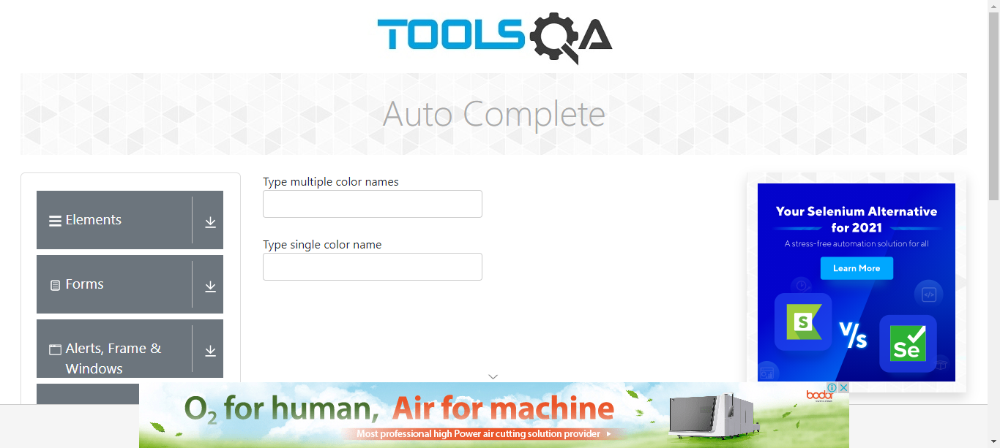 TOOLSQA
Auto Complete
Elements
Forms
Alerts, Frame &
Windows
Type multiple color names
Type single color name
Your Selenium Alternative
for 2021
A stress-free automation solution for all
Learn More
S
V/s
Se
O2 for human, Air for machine
Most professional high Power air cutting solution provider
bodor